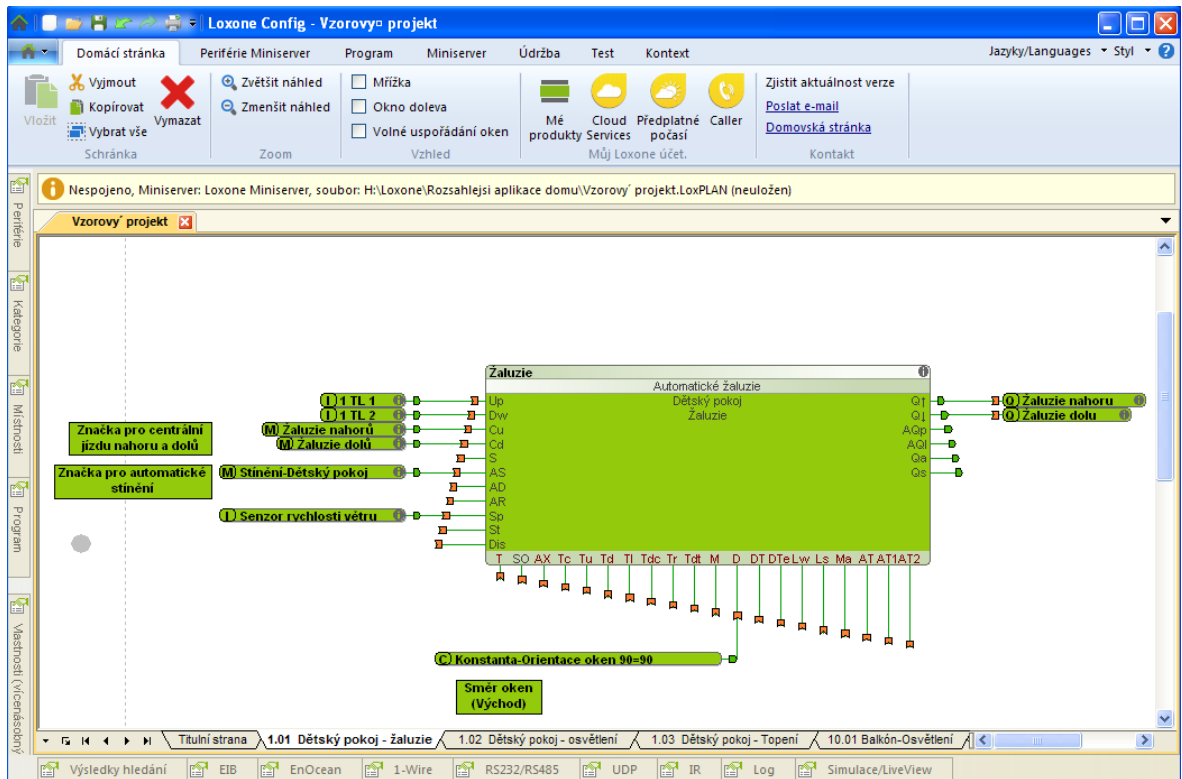 Loxone Config - Vzorovy¤ projekt
Domácí stránka Periférie Miniserver Program Miniserver Údržba Test Kontext Jazyky/Languages Styl
Vložit
Vyjmout
Kopírovat
Vybrat vše
Vymazat
Schránka
Zvětšit náhled
Zmenšit náhled
Zoom
Mřížka
Okno doleva
Volné uspořádání oken
Vzhled
Mé produkty
Cloud Services
Předplatné počasí
Caller
Můj Loxone účet.
Zjistit aktuálnost verze
Poslat e-mail
Domovská stránka
Kontakt
Nespojeno, Miniserver: Loxone Miniserver, soubor: H:\Loxone\Rozsahlejsi aplikace domu\Vzorovy´ projekt.LoxPLAN (neuložen)
Periférie
Kategorie
Místnosti
Program
Vlastnosti (vícenásobný
Vzorovy´ projekt
Žaluzie
Automatické žaluzie
Dětský pokoj
Žaluzie
I 1 TL 1
I 1 TL 2
M Žaluzie nahorů
M Žaluzie dolů
M Stínění-Dětský pokoj
I Senzor rychlosti větru
Značka pro centrální
jízdu nahoru a dolů
Značka pro automatické
stínění
Up
Dw
Cu
Cd
S
AS
AD
AR
Sp
St
Dis
Q↑
Q↓
AQp
AQl
Qa
Qs
Q Žaluzie nahoru
Q Žaluzie dolu
T SO AX Tc Tu Td Tl Tdc Tr Tdt M D DT DTe Lw Ls Ma AT AT1 AT2
C Konstanta-Orientace oken 90=90
Směr oken
(Východ)
Titulní strana 1.01 Dětský pokoj - žaluzie 1.02 Dětský pokoj - osvětlení 1.03 Dětský pokoj - Topení 10.01 Balkón-Osvětlení
Výsledky hledání EIB EnOcean 1-Wire RS232/RS485 UDP IR Log Simulace/LiveView